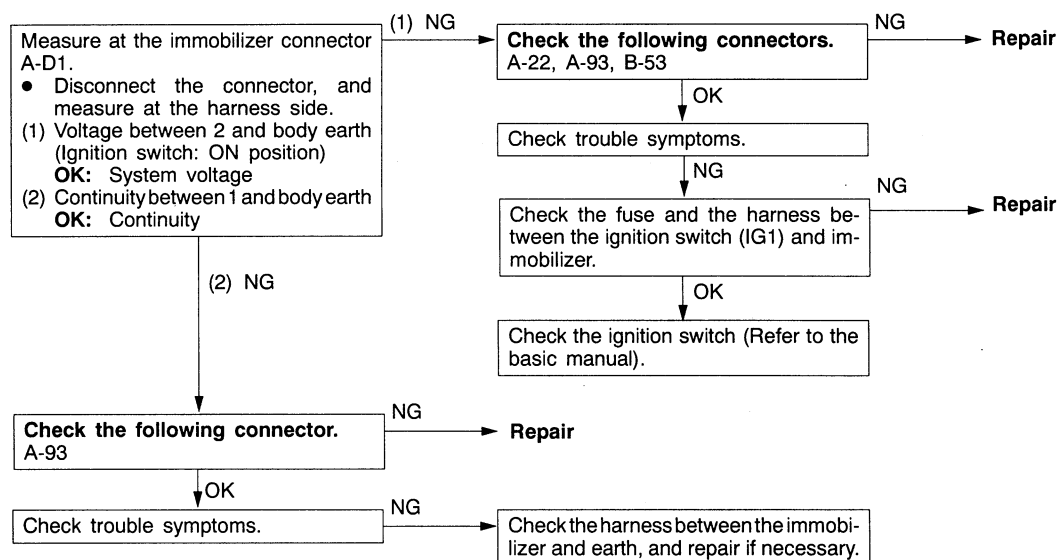 Measure at the immobilizer connector
A-D1.
● Disconnect the connector, and
measure at the harness side.
(1) Voltage between 2 and body earth
(Ignition switch: ON position)
OK: System voltage
(2) Continuity between 1 and body earth
OK: Continuity
(1) NG
Check the following connectors.
A-22, A-93, B-53
NG
Repair
OK
Check trouble symptoms.
NG
Check the fuse and the harness be-
tween the ignition switch (IG1) and im-
mobilizer.
NG
Repair
OK
Check the ignition switch (Refer to the
basic manual).
(2) NG
Check the following connector.
A-93
NG
Repair
OK
Check trouble symptoms.
NG
Check the harness between the immobi-
lizer and earth, and repair if necessary.